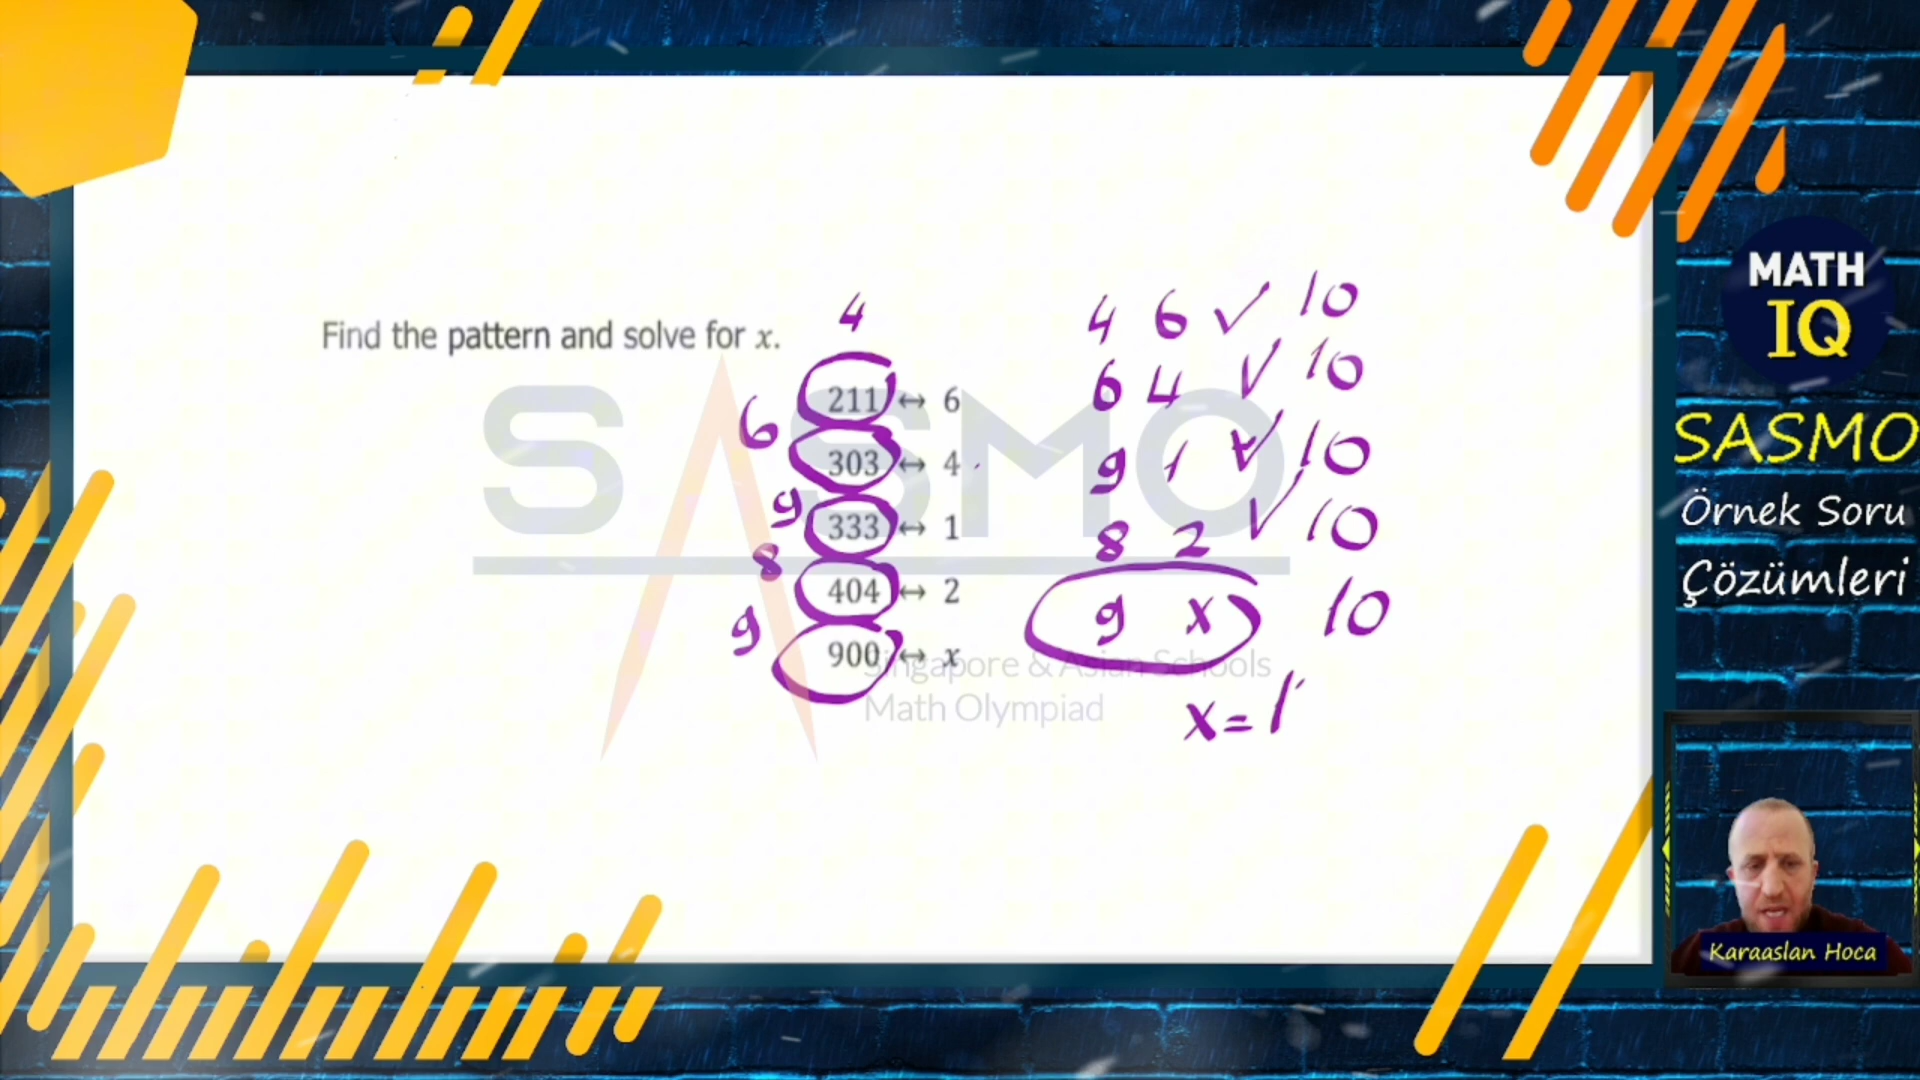 Find the pattern and solve for x.
4
211 ↔ 6
6
303 ↔ 4
9
333 ↔ 1
8
404 ↔ 2
9
900 ↔ x
4 6 ✓ 10
6 4 ✓ 10
9 1 ✓ 10
8 2 ✓ 10
9 x 10
x = 1
SASMO
Singapore & Asian Schools
Math Olympiad
MATH
IQ
SASMO
Örnek Soru
Çözümleri
Karaaslan Hoca